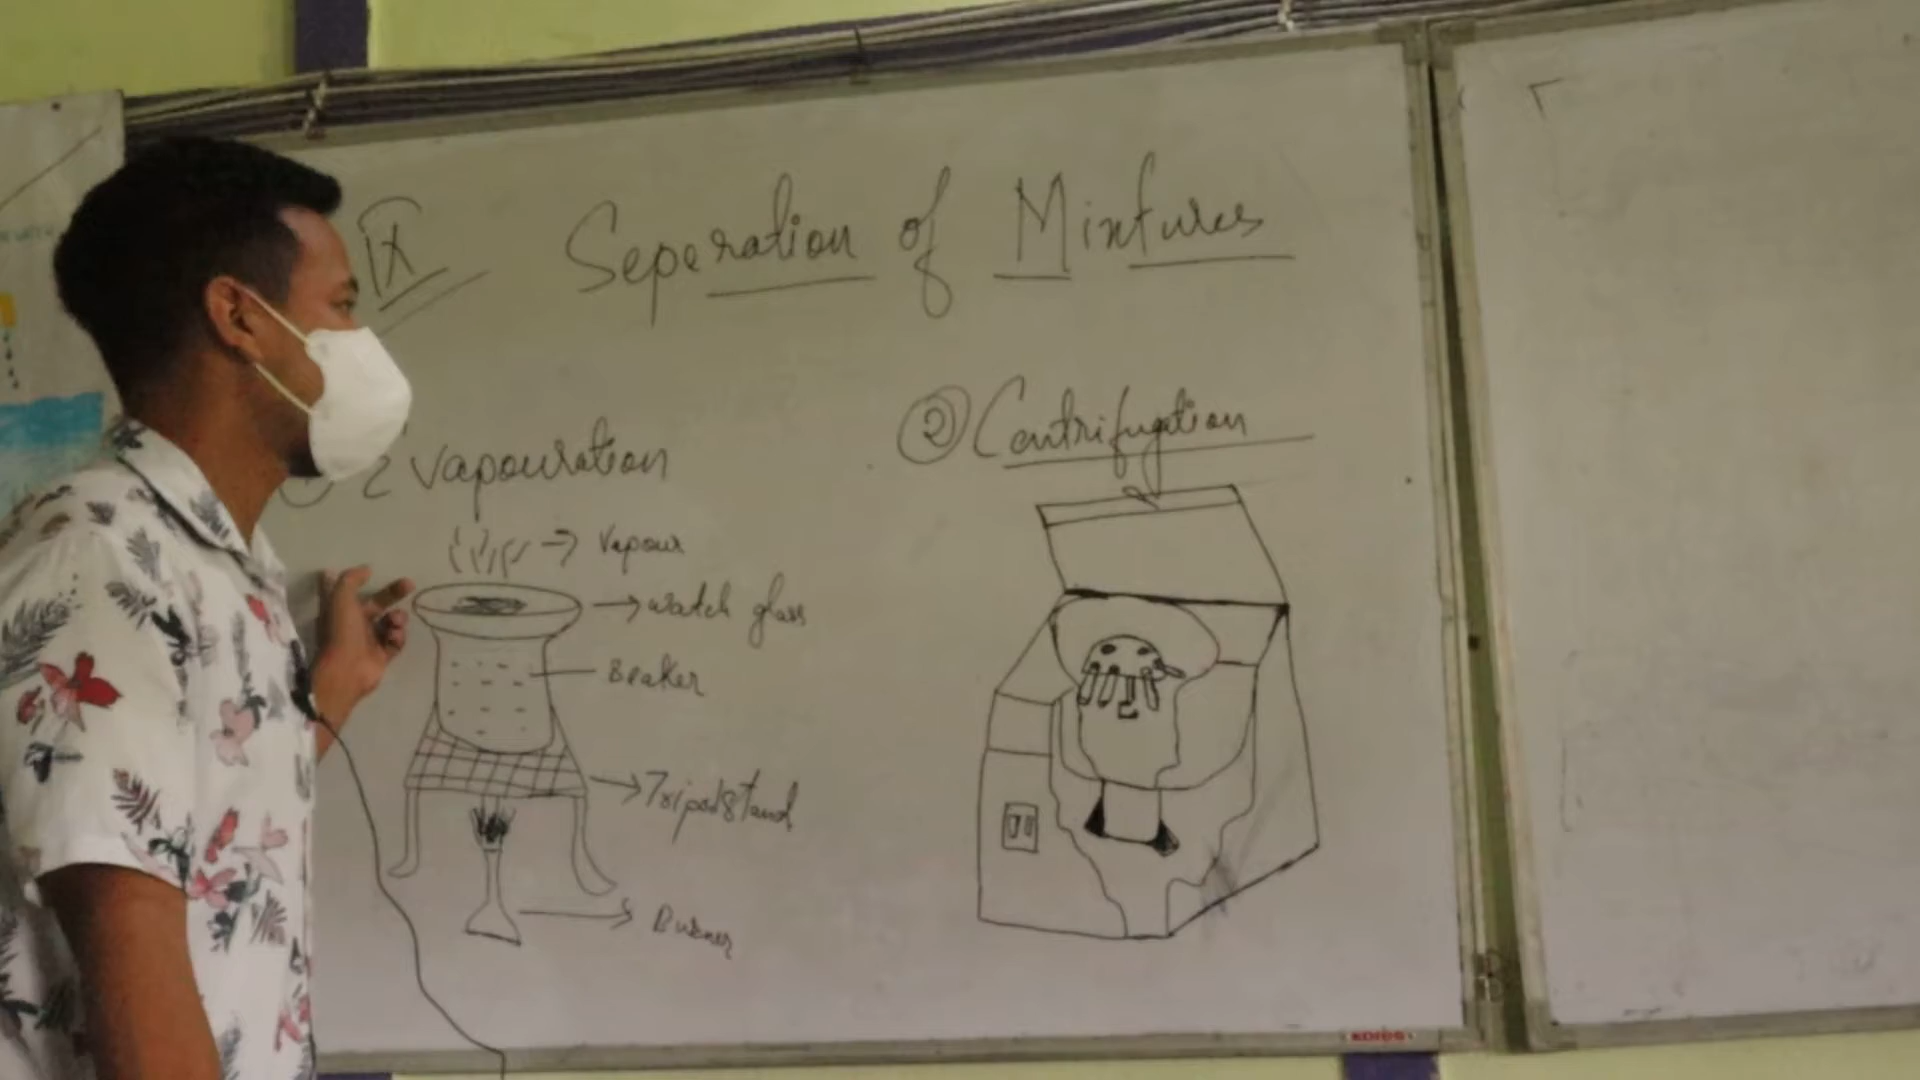 IX
Seperation of Mixtures
Evapouration
Vapour
watch glass
Beaker
Tripod stand
Burner
② Centrifugation